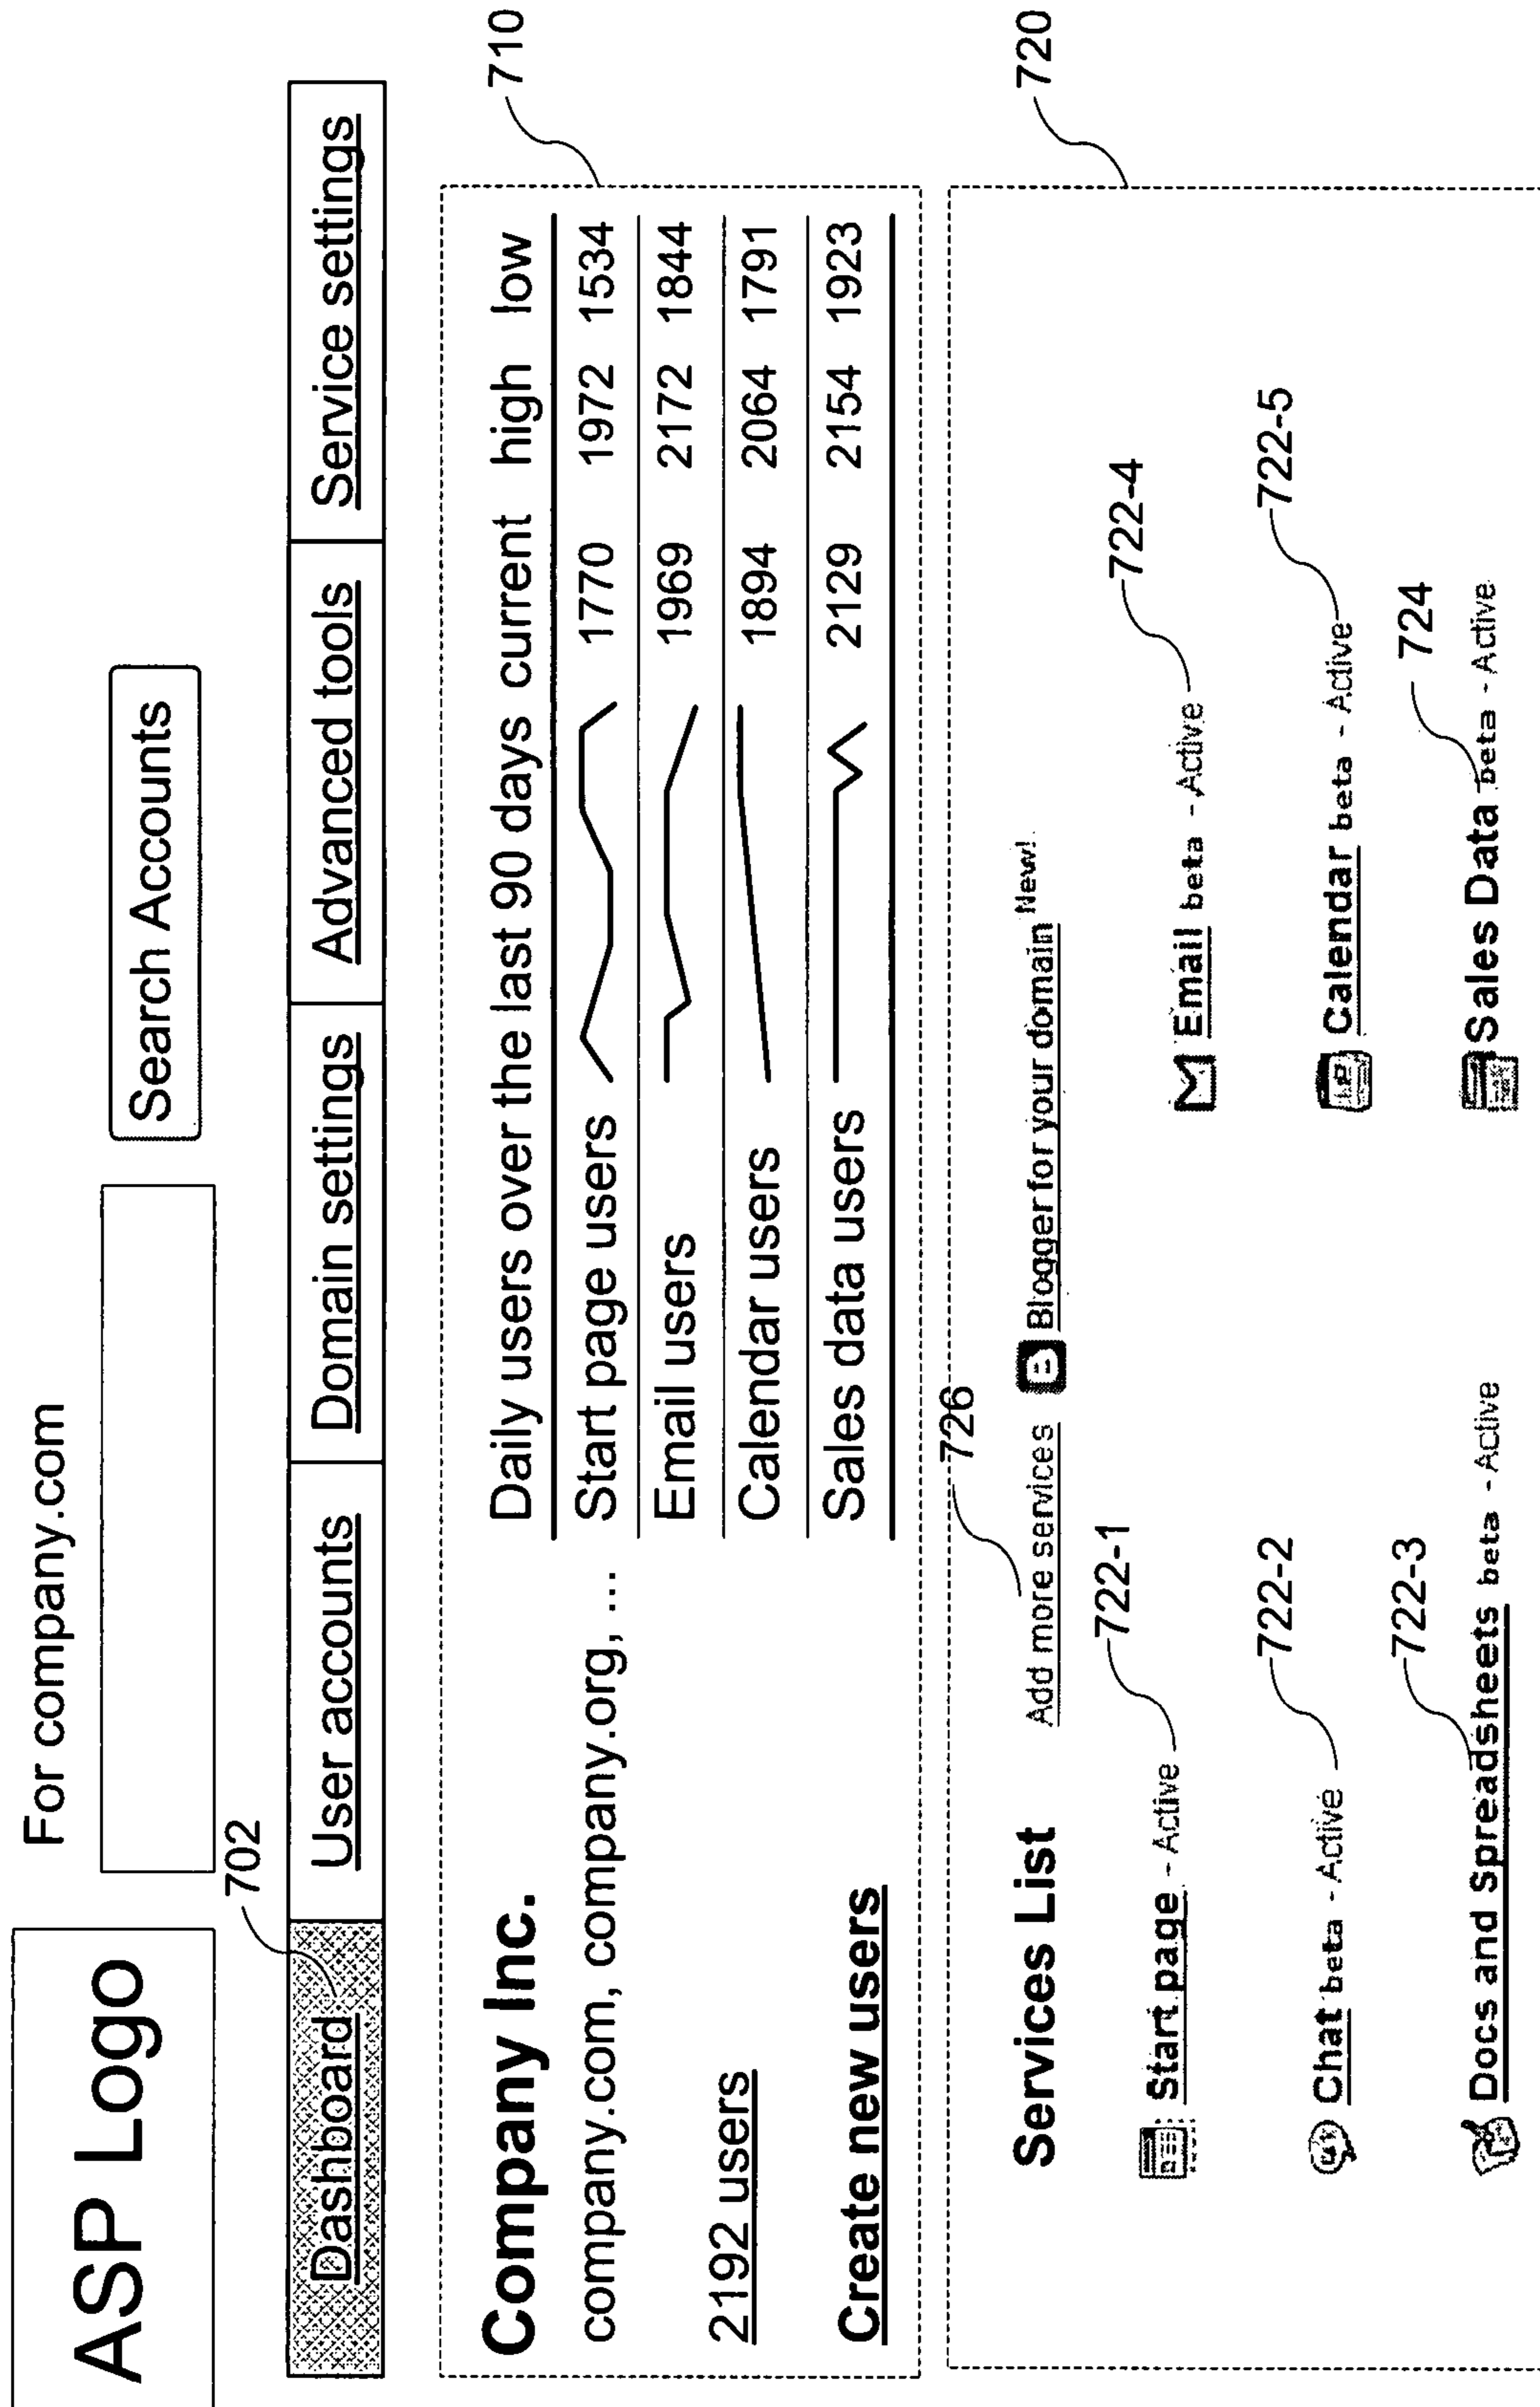 For company.com
ASP Logo
Search Accounts
702
Dashboard
User accounts
Domain settings
Advanced tools
Service settings
710
Company Inc.
company.com, company.org, ...
2192 users
Create new users
Daily users over the last 90 days current high low
Start page users 1770 1972 1534
Email users 1969 2172 1844
Calendar users 1894 2064 1791
Sales data users 2129 2154 1923
720
726
Services List
Add more services
Blogger for your domain New!
722-1
Start page - Active
722-4
Email beta - Active
722-2
Chat beta - Active
722-5
Calendar beta - Active
722-3
Docs and Spreadsheets beta - Active
724
Sales Data beta - Active